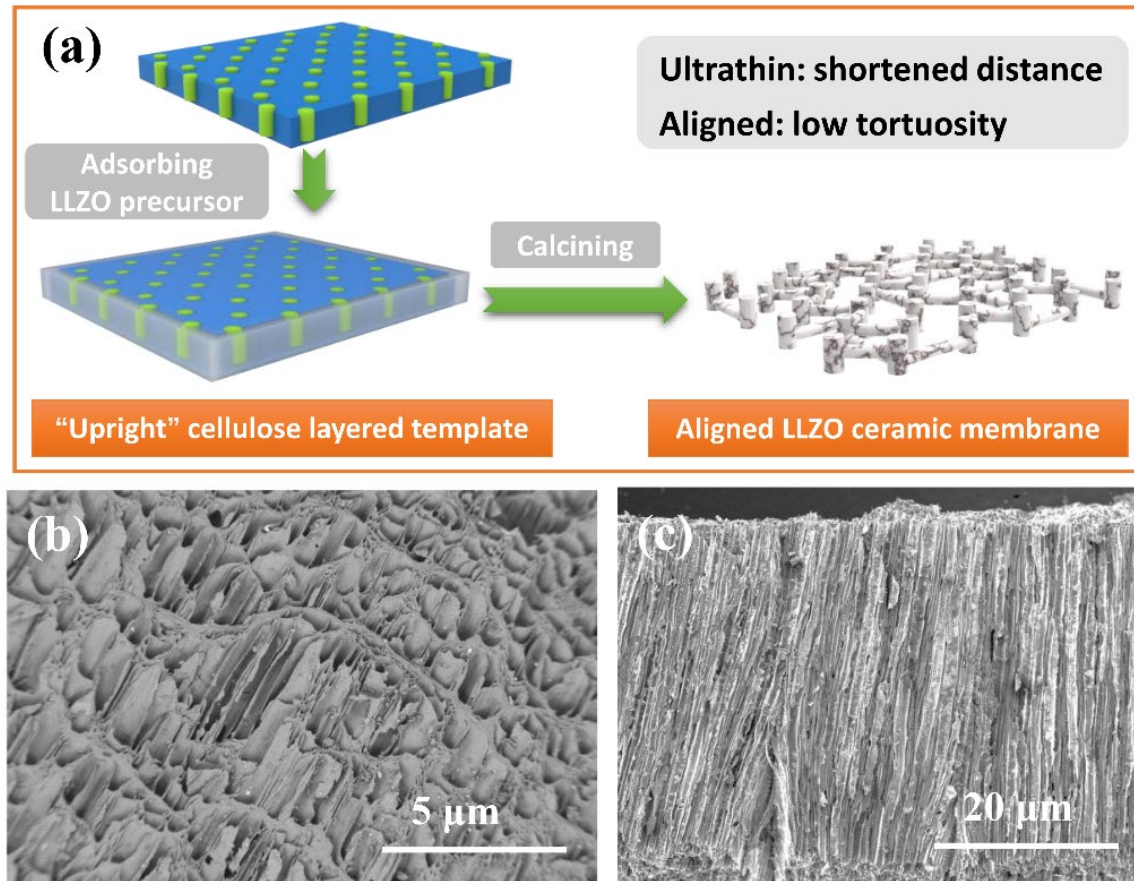 (a)
Ultrathin: shortened distance
Aligned: low tortuosity
Adsorbing
LLZO precursor
Calcining
“Upright” cellulose layered template
Aligned LLZO ceramic membrane
(b)
5 µm
(c)
20 µm